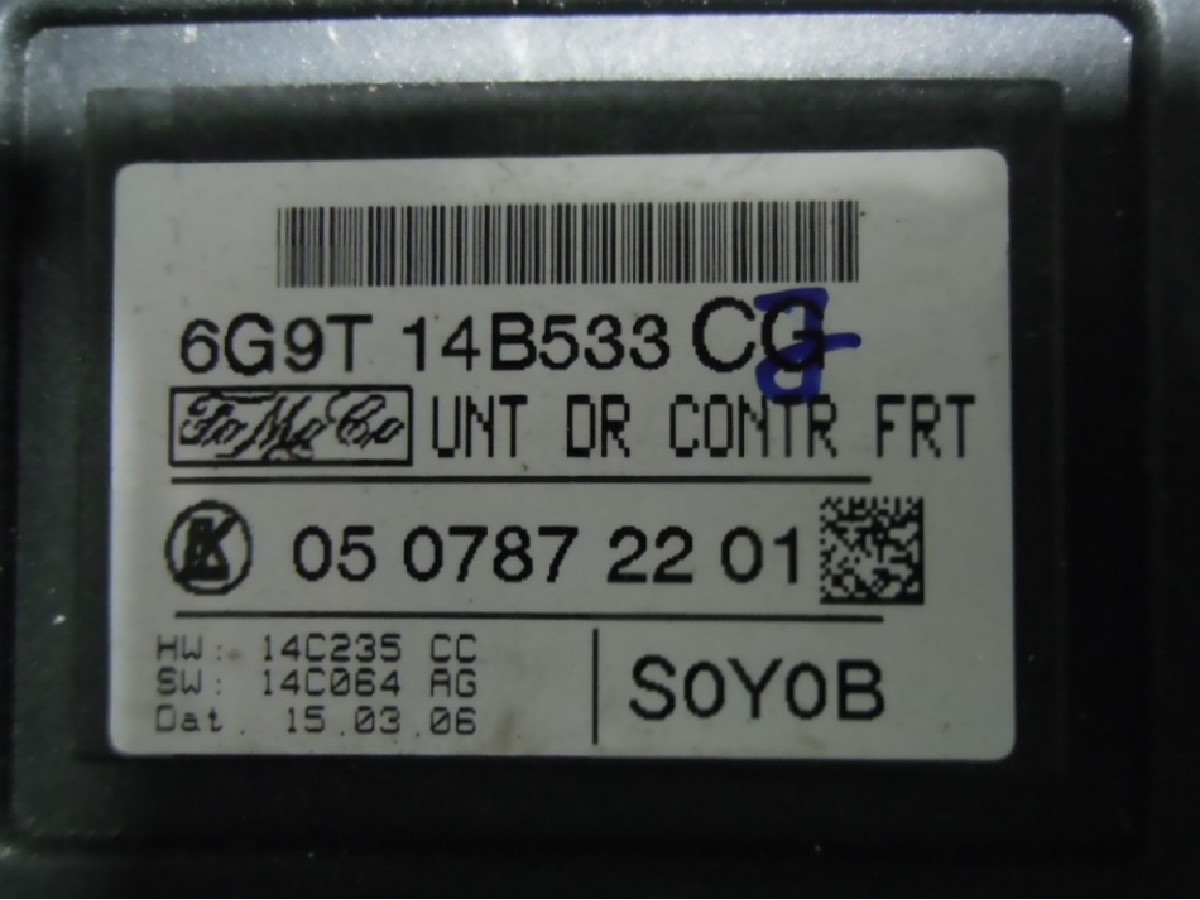 6G9T 14B533 CG
FoMoCo UNT DR CONTR FRT
05 0787 22 01
HW: 14C235 CC
SW: 14C064 AG
Dat. 15.03.06
S0Y0B